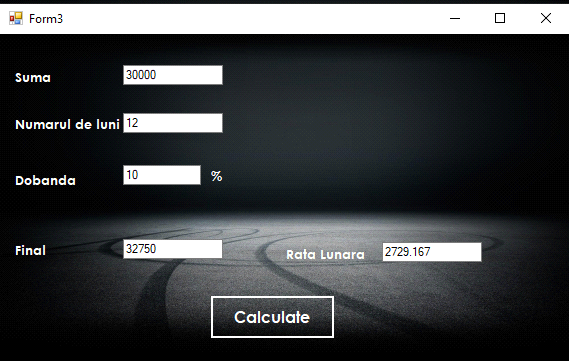 Form3
Suma 30000
Numarul de luni 12
Dobanda 10 %
Final 32750
Rata Lunara 2729.167
Calculate